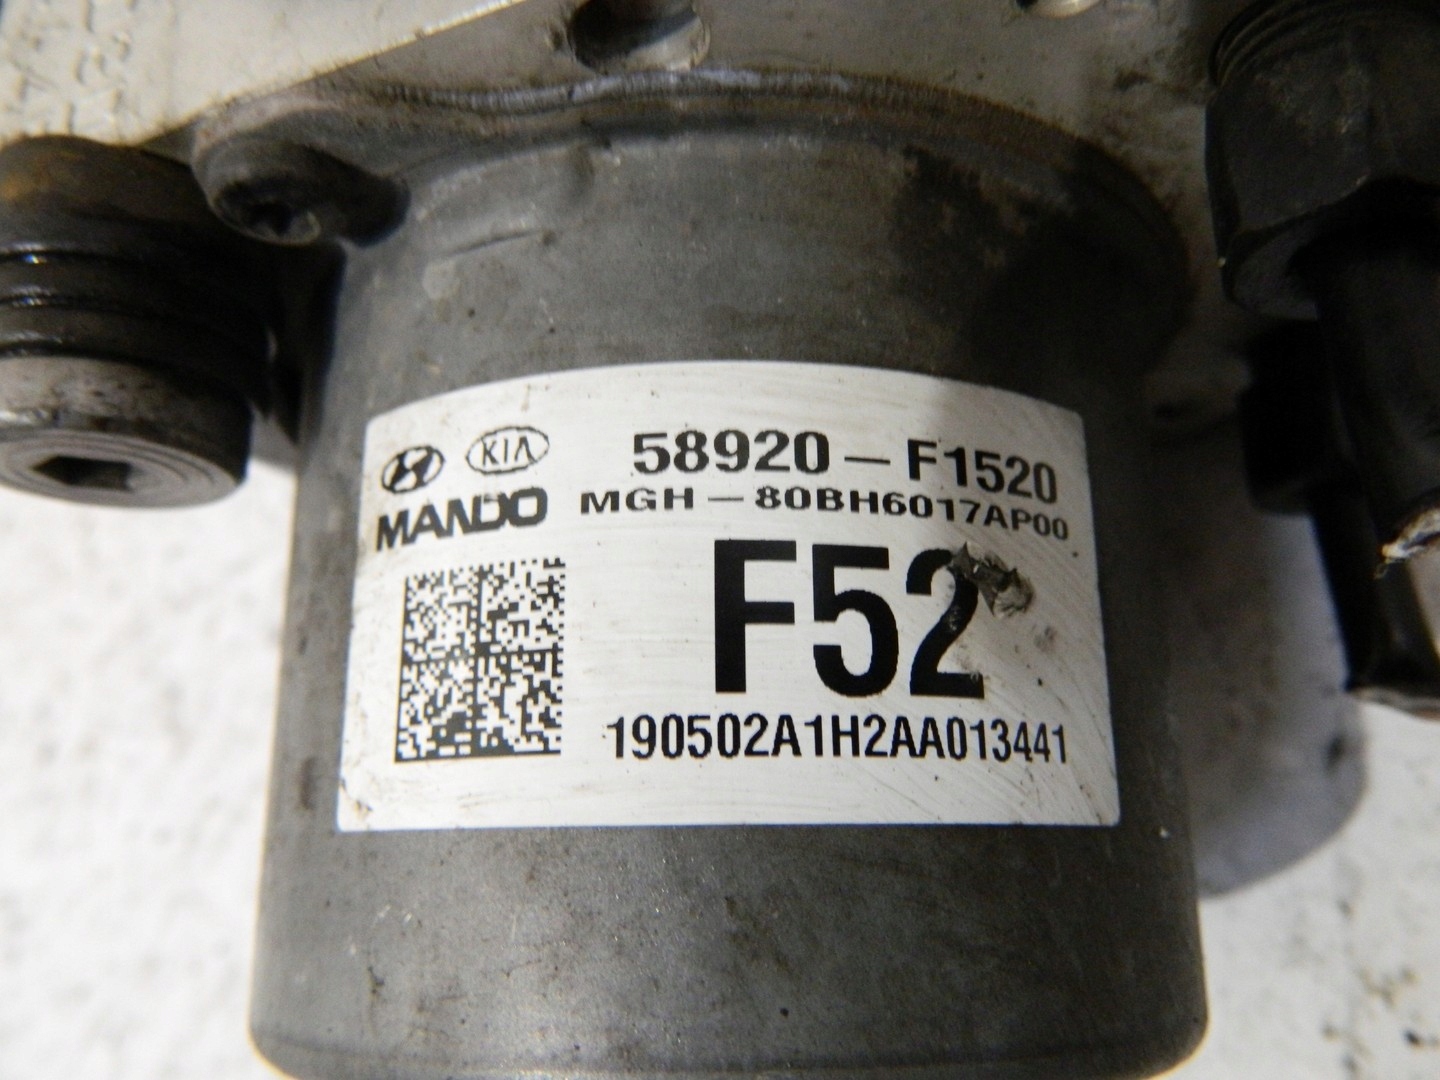 KIA
58920-F1520
MANDO
MGH-80BH6017AP00
F52
190502A1H2AA013441